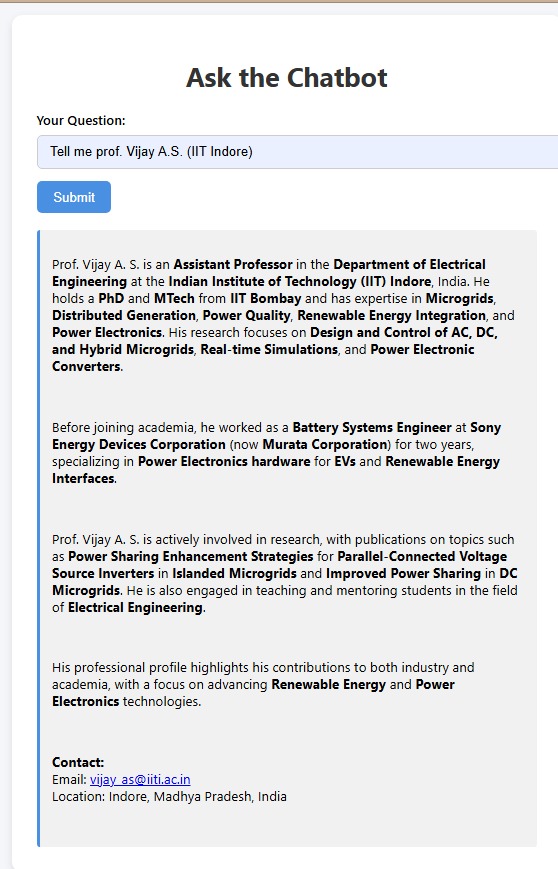 Ask the Chatbot
Your Question:
Tell me prof. Vijay A.S. (IIT Indore)
Submit
Prof. Vijay A. S. is an Assistant Professor in the Department of Electrical
Engineering at the Indian Institute of Technology (IIT) Indore, India. He
holds a PhD and MTech from IIT Bombay and has expertise in Microgrids,
Distributed Generation, Power Quality, Renewable Energy Integration, and
Power Electronics. His research focuses on Design and Control of AC, DC,
and Hybrid Microgrids, Real-time Simulations, and Power Electronic
Converters.
Before joining academia, he worked as a Battery Systems Engineer at Sony
Energy Devices Corporation (now Murata Corporation) for two years,
specializing in Power Electronics hardware for EVs and Renewable Energy
Interfaces.
Prof. Vijay A. S. is actively involved in research, with publications on topics such
as Power Sharing Enhancement Strategies for Parallel-Connected Voltage
Source Inverters in Islanded Microgrids and Improved Power Sharing in DC
Microgrids. He is also engaged in teaching and mentoring students in the field
of Electrical Engineering.
His professional profile highlights his contributions to both industry and
academia, with a focus on advancing Renewable Energy and Power
Electronics technologies.
Contact:
Email: vijay_as@iiti.ac.in
Location: Indore, Madhya Pradesh, India